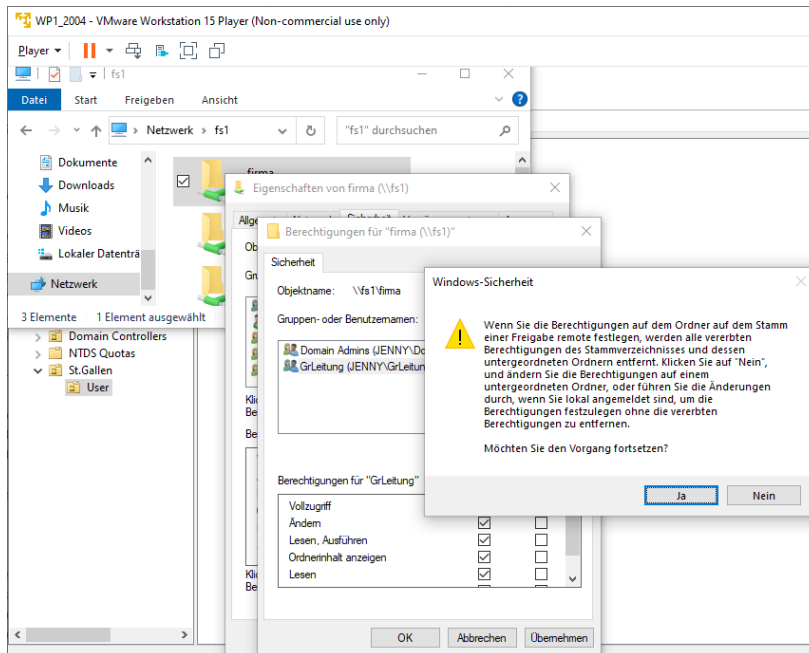 WP1_2004 - VMware Workstation 15 Player (Non-commercial use only)
Player
fs1
Datei Start Freigeben Ansicht
Netzwerk fs1 "fs1" durchsuchen
Dokumente
Downloads
Musik
Videos
Lokaler Datenträ
Netzwerk
firma
3 Elemente 1 Element ausgewählt
Domain Controllers
NTDS Quotas
St.Gallen
User
Eigenschaften von firma (\\fs1)
Sicherheit
Berechtigungen für "firma (\\fs1)"
Sicherheit
Objektname: \\fs1\firma
Gruppen- oder Benutzernamen:
Domain Admins (JENNY\Do
GrLeitung (JENNY\GrLeitun
Berechtigungen für "GrLeitung"
Vollzugriff
Ändern
Lesen, Ausführen
Ordnerinhalt anzeigen
Lesen
OK Abbrechen Übernehmen
Windows-Sicherheit
Wenn Sie die Berechtigungen auf dem Ordner auf dem Stamm
einer Freigabe remote festlegen, werden alle vererbten
Berechtigungen des Stammverzeichnisses und dessen
untergeordneten Ordnern entfernt. Klicken Sie auf "Nein",
und ändern Sie die Berechtigungen auf einem
untergeordneten Ordner, oder führen Sie die Änderungen
durch, wenn Sie lokal angemeldet sind, um die
Berechtigungen festzulegen ohne die vererbten
Berechtigungen zu entfernen.
Möchten Sie den Vorgang fortsetzen?
Ja Nein